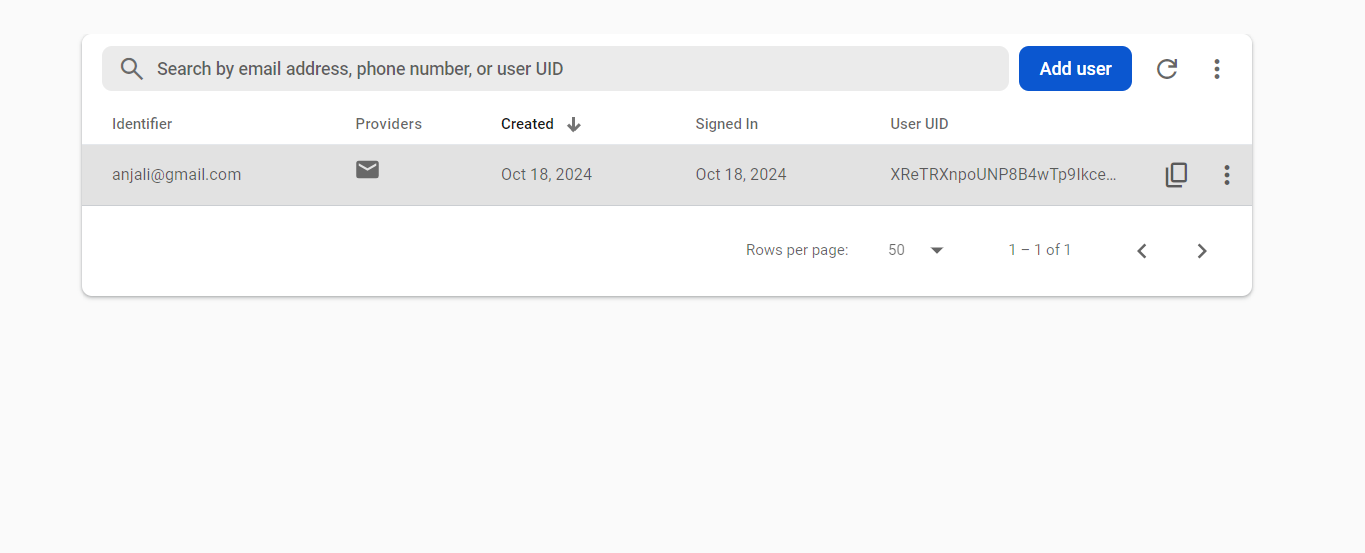 Search by email address, phone number, or user UID Add user
Identifier Providers Created Signed In User UID
anjali@gmail.com Oct 18, 2024 Oct 18, 2024 XReTRXnpoUNP8B4wTp9Ikce...
Rows per page: 50 1 – 1 of 1